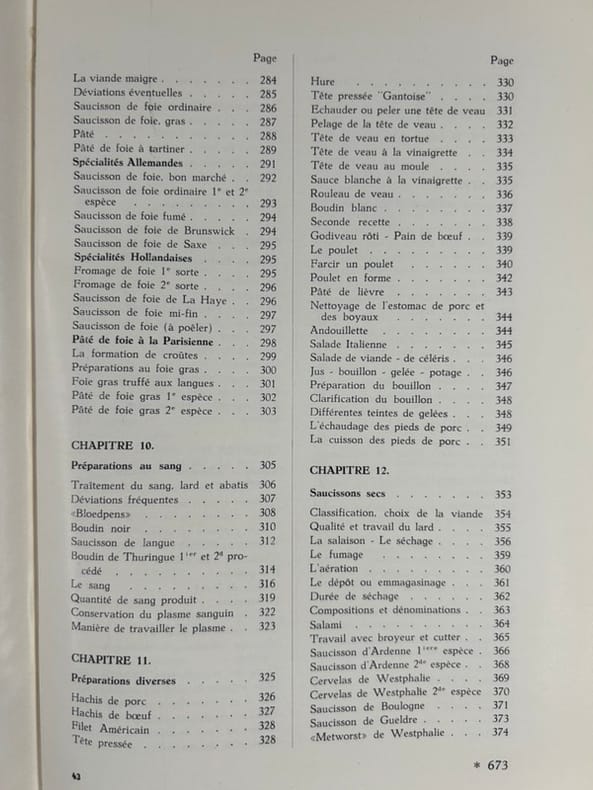 Page
La viande maigre . . . . . . . 284
Déviations éventuelles . . . . . 285
Saucisson de foie ordinaire . . . 286
Saucisson de foie, gras . . . . . 287
Pâté . . . . . . . . . . 288
Pâté de foie à tartiner . . . . . 289
Spécialités Allemandes . . . . 291
Saucisson de foie, bon marché . . 292
Saucisson de foie ordinaire 1e et 2e
espèce . . . . . . . . 293
Saucisson de foie fumé . . . . 294
Saucisson de foie de Brunswick . 294
Saucisson de foie de Saxe . . . 295
Spécialités Hollandaises . . . . 295
Fromage de foie 1e sorte . . . . 295
Fromage de foie 2e sorte . . . . 296
Saucisson de foie de La Haye . . 296
Saucisson de foie mi-fin . . . . 297
Saucisson de foie (à poêler) . . . 297
Pâté de foie à la Parisienne . . . 298
La formation de croûtes . . . . 299
Préparations au foie gras . . . . 300
Foie gras truffé aux langues . . . 301
Pâté de foie gras 1e espèce . . . 302
Pâté de foie gras 2e espèce . . . 303
CHAPITRE 10.
Préparations au sang . . . . . 305
Traitement du sang, lard et abatis 306
Déviations fréquentes . . . . . 307
«Bloedpens» . . . . . . . 308
Boudin noir . . . . . . . 310
Saucisson de langue . . . . . 312
Boudin de Thuringue 1ier et 2d pro-
cédé . . . . . . . . . 314
Le sang . . . . . . . . . 316
Quantité de sang produit . . . . 319
Conservation du plasme sanguin . 322
Manière de travailler le plasme . . 323
CHAPITRE 11.
Préparations diverses . . . . . 325
Hachis de porc . . . . . . . 326
Hachis de bœuf . . . . . . . 327
Filet Américain . . . . . . . 328
Tête pressée . . . . . . . . 328
43
Page
Hure . . . . . . . . . 330
Tête pressée "Gantoise" . . . . 330
Echauder ou peler une tête de veau 331
Pelage de la tête de veau . . . . 332
Tête de veau en tortue . . . . 333
Tête de veau à la vinaigrette . . 334
Tête de veau au moule . . . . 335
Sauce blanche à la vinaigrette . . 335
Rouleau de veau . . . . . . . 336
Boudin blanc . . . . . . . . 337
Seconde recette . . . . . . . 338
Godiveau rôti - Pain de bœuf . . 339
Le poulet . . . . . . . . 339
Farcir un poulet . . . . . . 340
Poulet en forme . . . . . . . 342
Pâté de lièvre . . . . . . . 343
Nettoyage de l'estomac de porc et
des boyaux . . . . . . . 344
Andouillette . . . . . . . 344
Salade Italienne . . . . . . 345
Salade de viande - de céléris . . . 346
Jus - bouillon - gelée - potage . . 346
Préparation du bouillon . . . . 347
Clarification du bouillon . . . . 348
Différentes teintes de gelées . . . 348
L'échaudage des pieds de porc . . 349
La cuisson des pieds de porc . . 351
CHAPITRE 12.
Saucissons secs . . . . . . . 353
Classification, choix de la viande 354
Qualité et travail du lard . . . . 355
La salaison - Le séchage . . . . 356
Le fumage . . . . . . . 359
L'aération . . . . . . . . 360
Le dépôt ou emmagasinage . . . 361
Durée de séchage . . . . . . 362
Compositions et dénominations . . 363
Salami . . . . . . . . . 364
Travail avec broyeur et cutter . . 365
Saucisson d'Ardenne 1iere espèce . 366
Saucisson d'Ardenne 2de espèce . . 368
Cervelas de Westphalie . . . . 369
Cervelas de Westphalie 2de espèce 370
Saucisson de Boulogne . . . . 371
Saucisson de Gueldre . . . . . 373
«Metworst» de Westphalie . . . 374
* 673